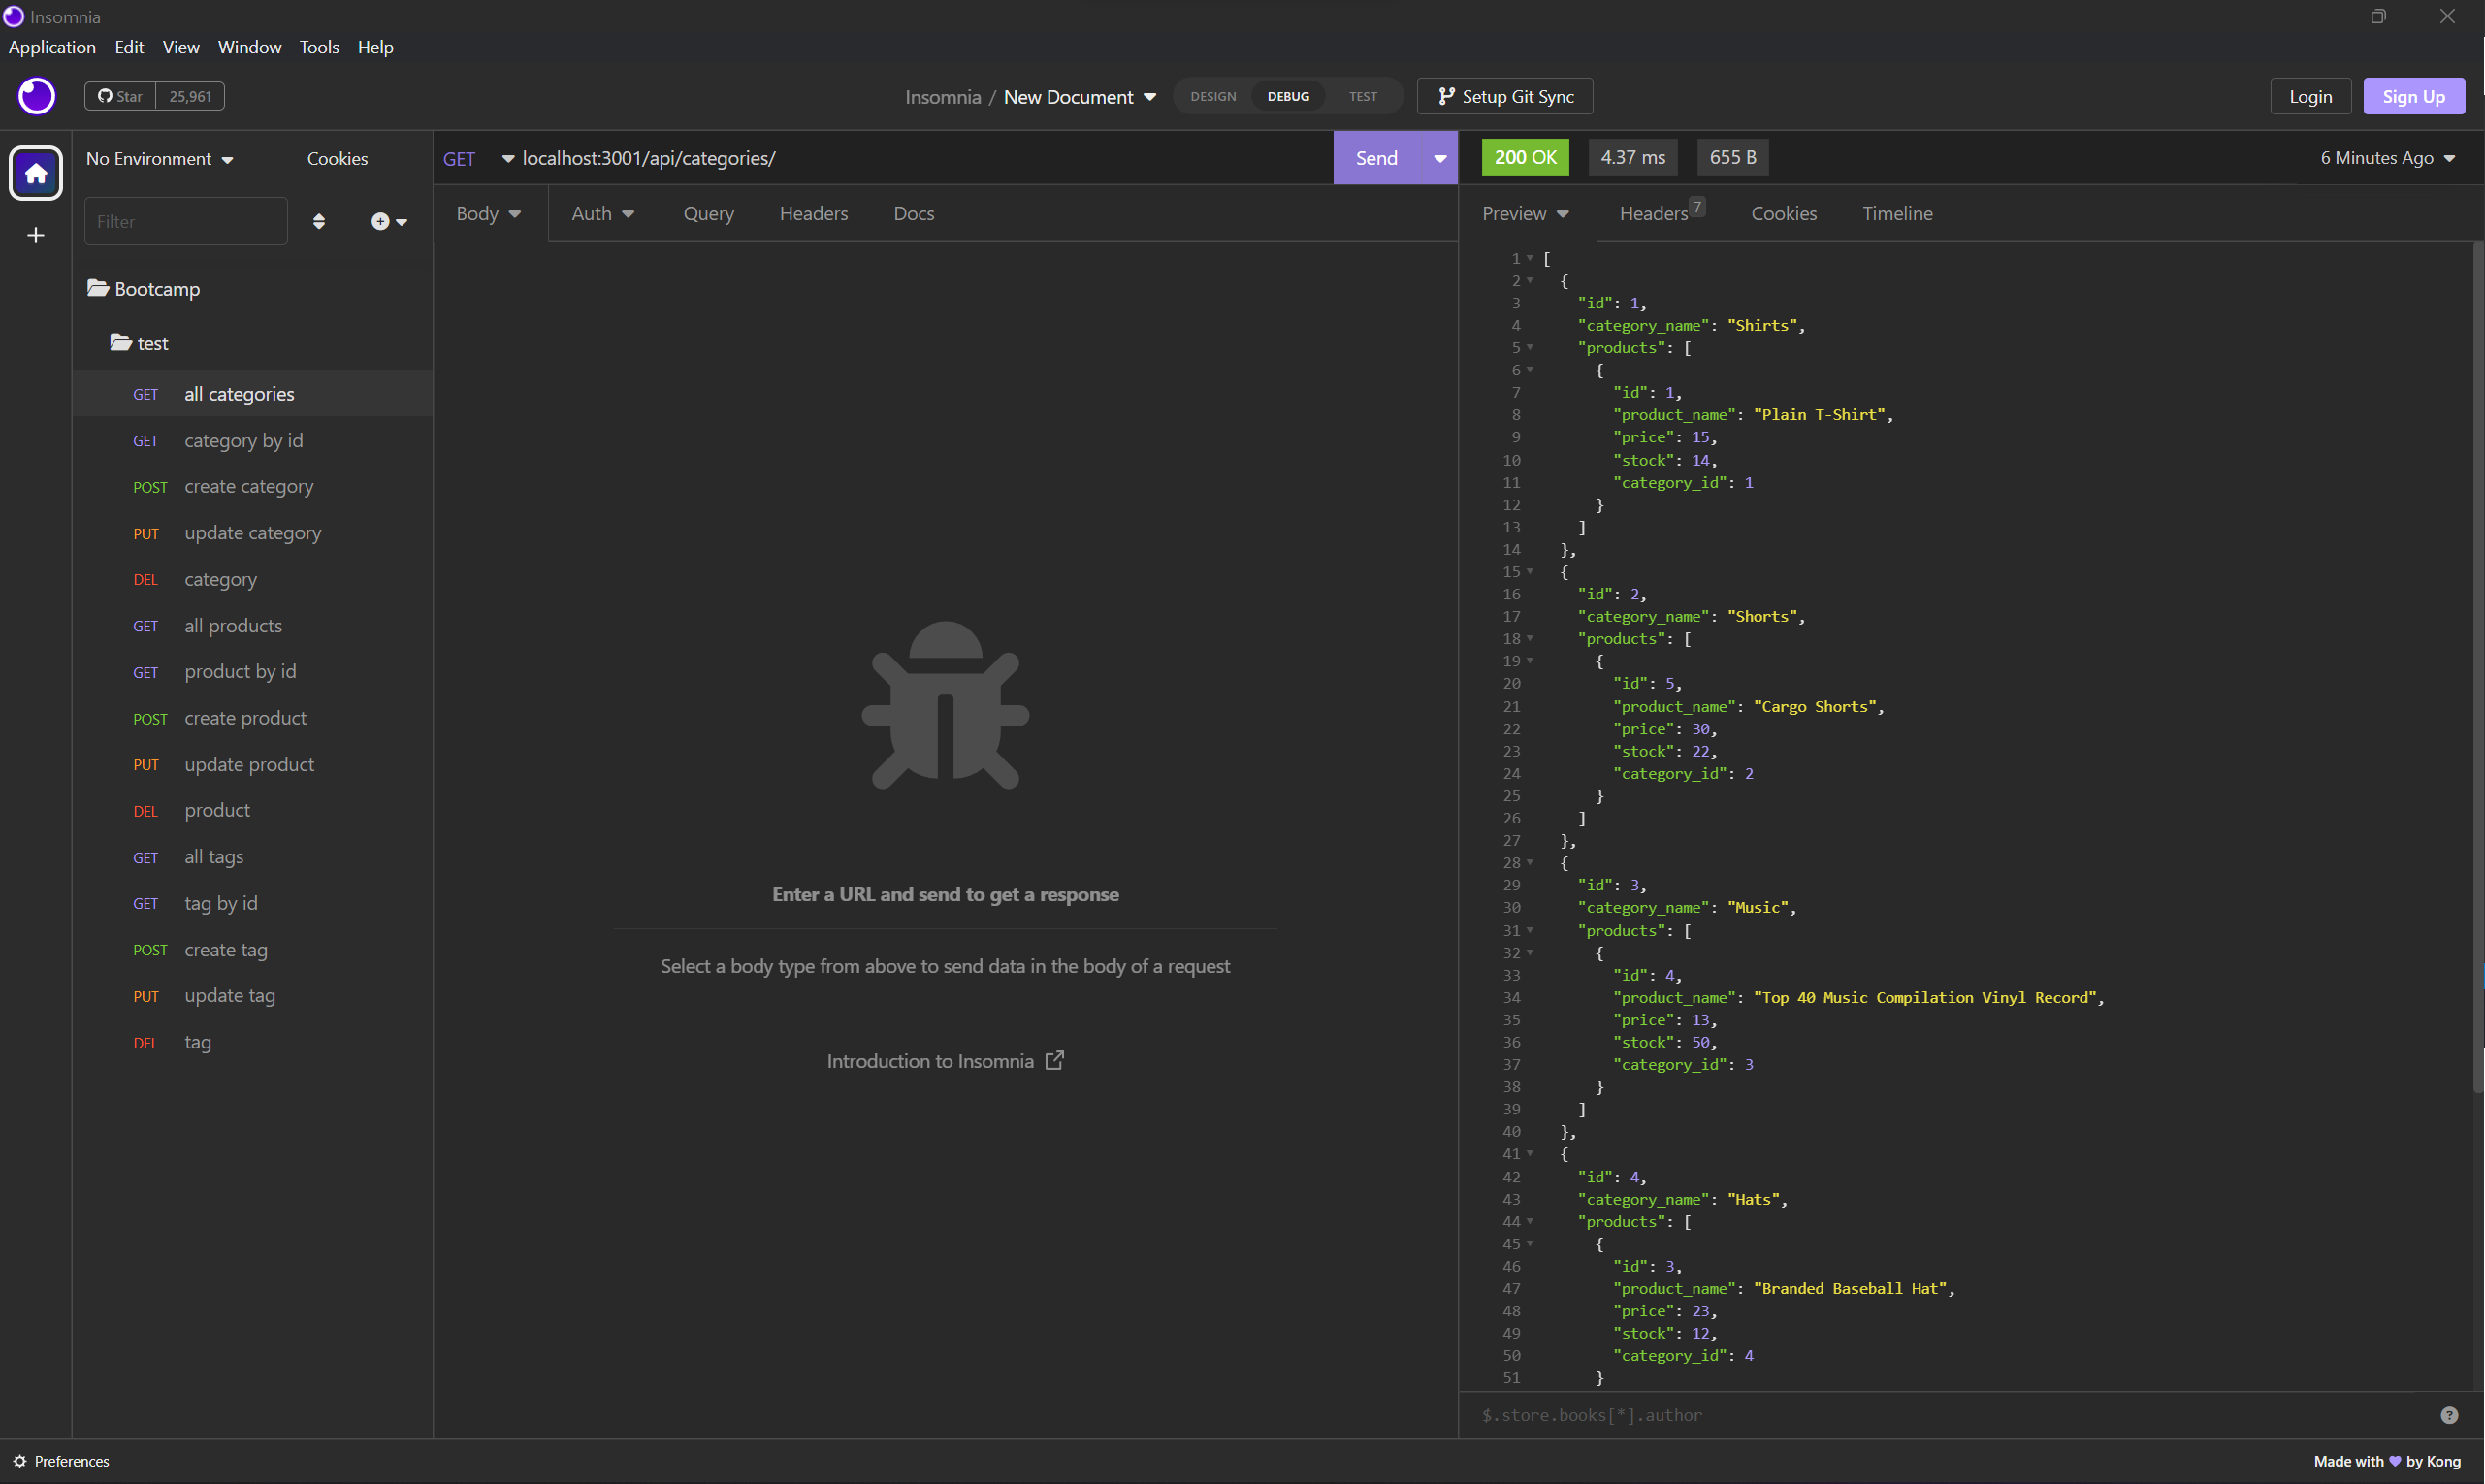 Insomnia
Application Edit View Window Tools Help
Star 25,961
Insomnia / New Document
DESIGN DEBUG TEST
Setup Git Sync
Login Sign Up
No Environment
Cookies
Filter
Bootcamp
test
GET all categories
GET category by id
POST create category
PUT update category
DEL category
GET all products
GET product by id
POST create product
PUT update product
DEL product
GET all tags
GET tag by id
POST create tag
PUT update tag
DEL tag
GET localhost:3001/api/categories/
Send
Body Auth Query Headers Docs
Enter a URL and send to get a response
Select a body type from above to send data in the body of a request
Introduction to Insomnia
200 OK 4.37 ms 655 B
6 Minutes Ago
Preview Headers 7 Cookies Timeline
1 [
2 {
3 "id": 1,
4 "category_name": "Shirts",
5 "products": [
6 {
7 "id": 1,
8 "product_name": "Plain T-Shirt",
9 "price": 15,
10 "stock": 14,
11 "category_id": 1
12 }
13 ]
14 },
15 {
16 "id": 2,
17 "category_name": "Shorts",
18 "products": [
19 {
20 "id": 5,
21 "product_name": "Cargo Shorts",
22 "price": 30,
23 "stock": 22,
24 "category_id": 2
25 }
26 ]
27 },
28 {
29 "id": 3,
30 "category_name": "Music",
31 "products": [
32 {
33 "id": 4,
34 "product_name": "Top 40 Music Compilation Vinyl Record",
35 "price": 13,
36 "stock": 50,
37 "category_id": 3
38 }
39 ]
40 },
41 {
42 "id": 4,
43 "category_name": "Hats",
44 "products": [
45 {
46 "id": 3,
47 "product_name": "Branded Baseball Hat",
48 "price": 23,
49 "stock": 12,
50 "category_id": 4
51 }
$.store.books[*].author
Preferences
Made with 💜 by Kong